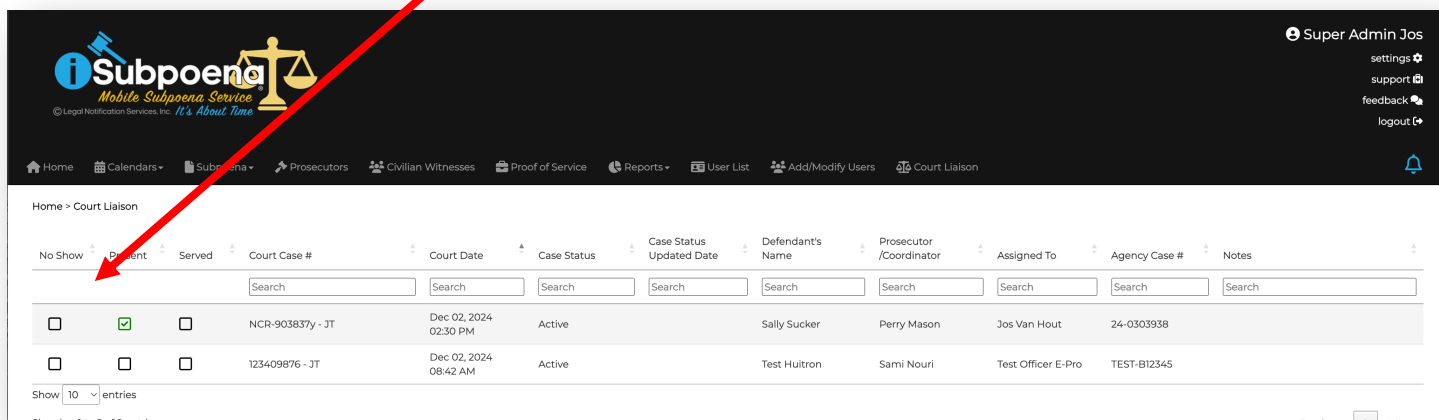 Super Admin Jos
settings
support
feedback
logout
iSubpoena®
Mobile Subpoena Service
© Legal Notification Services, Inc. It's About Time
Home Calendars Subpoena Prosecutors Civilian Witnesses Proof of Service Reports User List Add/Modify Users Court Liaison
Home > Court Liaison
No Show Present Served Court Case # Court Date Case Status Case Status Updated Date Defendant's Name Prosecutor /Coordinator Assigned To Agency Case # Notes
Search Search Search Search Search Search Search Search Search
NCR-903837y - JT Dec 02, 2024 02:30 PM Active Sally Sucker Perry Mason Jos Van Hout 24-0303938
123409876 - JT Dec 02, 2024 08:42 AM Active Test Huitron Sami Nouri Test Officer E-Pro TEST-B12345
Show 10 entries